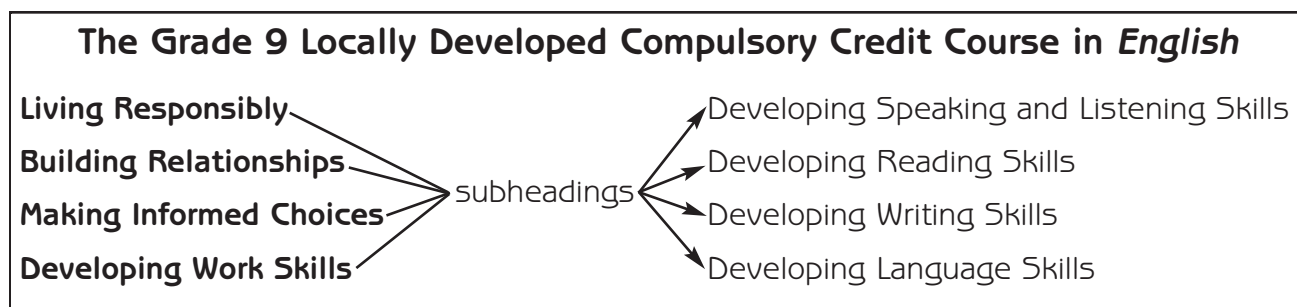 The Grade 9 Locally Developed Compulsory Credit Course in English
Living Responsibly
Building Relationships
Making Informed Choices
Developing Work Skills
subheadings
Developing Speaking and Listening Skills
Developing Reading Skills
Developing Writing Skills
Developing Language Skills